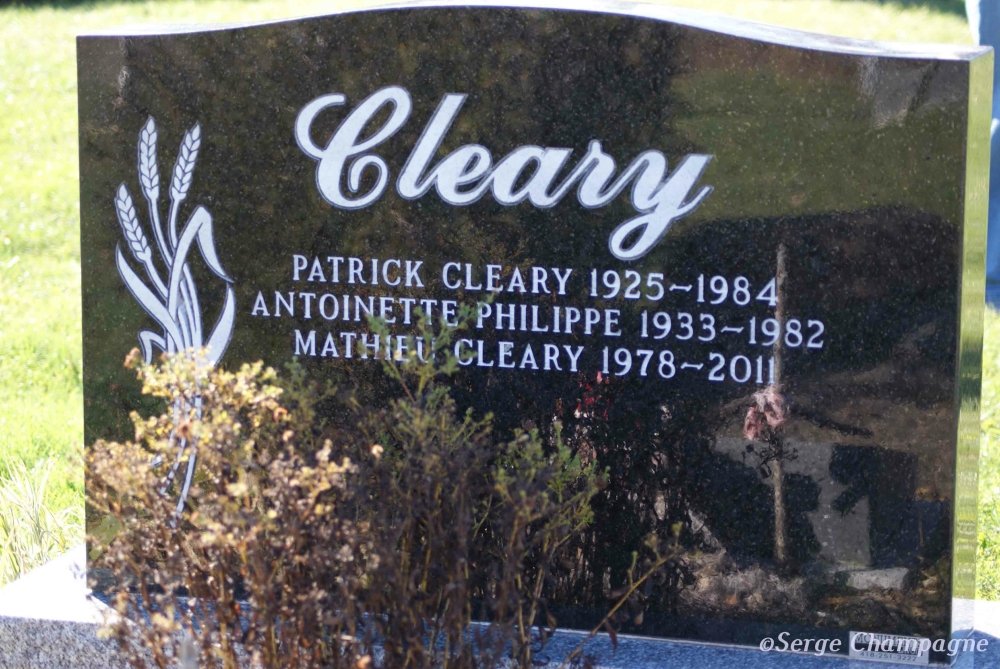 Cleary
PATRICK CLEARY 1925~1984
ANTOINETTE PHILIPPE 1933~1982
MATHIEU CLEARY 1978~2011
©Serge Champagne